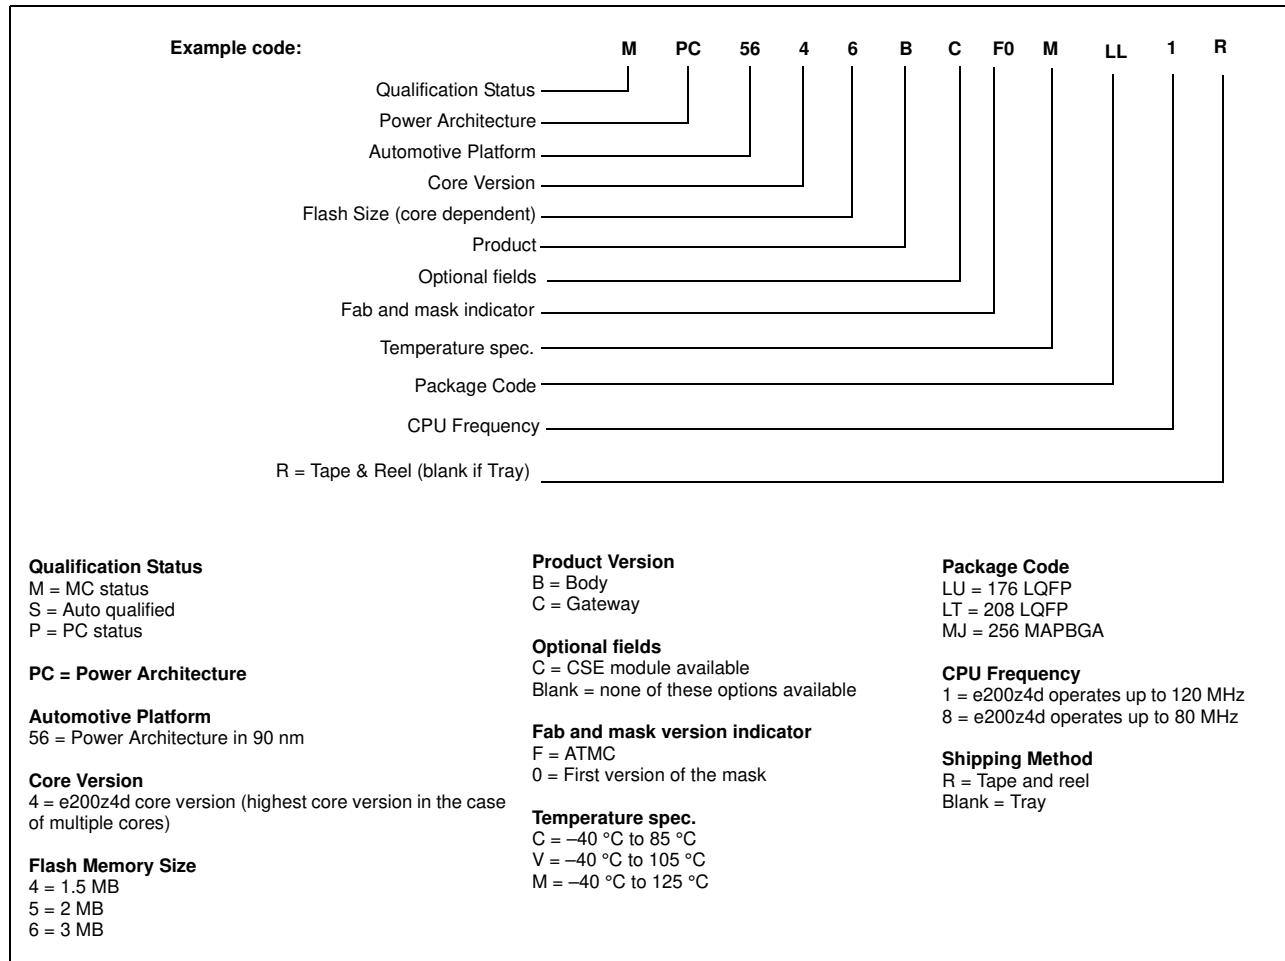 Example code: M PC 56 4 6 B C F0 M LL 1 R
Qualification Status
Power Architecture
Automotive Platform
Core Version
Flash Size (core dependent)
Product
Optional fields
Fab and mask indicator
Temperature spec.
Package Code
CPU Frequency
R = Tape & Reel (blank if Tray)
Qualification Status
M = MC status
S = Auto qualified
P = PC status
PC = Power Architecture
Automotive Platform
56 = Power Architecture in 90 nm
Core Version
4 = e200z4d core version (highest core version in the case
of multiple cores)
Flash Memory Size
4 = 1.5 MB
5 = 2 MB
6 = 3 MB
Product Version
B = Body
C = Gateway
Optional fields
C = CSE module available
Blank = none of these options available
Fab and mask version indicator
F = ATMC
0 = First version of the mask
Temperature spec.
C = –40 °C to 85 °C
V = –40 °C to 105 °C
M = –40 °C to 125 °C
Package Code
LU = 176 LQFP
LT = 208 LQFP
MJ = 256 MAPBGA
CPU Frequency
1 = e200z4d operates up to 120 MHz
8 = e200z4d operates up to 80 MHz
Shipping Method
R = Tape and reel
Blank = Tray